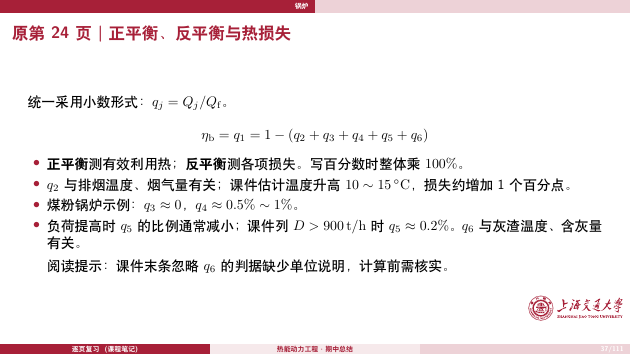 锅炉
原第 24 页 | 正平衡、反平衡与热损失
统一采用小数形式：q_j = Q_j/Q_f。
η_b = q_1 = 1 − (q_2 + q_3 + q_4 + q_5 + q_6)
• 正平衡测有效利用热；反平衡测各项损失。写百分数时整体乘 100%。
• q_2 与排烟温度、烟气量有关；课件估计温度升高 10 ∼ 15 °C，损失约增加 1 个百分点。
• 煤粉锅炉示例：q_3 ≈ 0，q_4 ≈ 0.5% ∼ 1%。
• 负荷提高时 q_5 的比例通常减小；课件列 D > 900 t/h 时 q_5 ≈ 0.2%。q_6 与灰渣温度、含灰量
有关。
阅读提示：课件末条忽略 q_6 的判据缺少单位说明，计算前需核实。
上海交通大学
SHANGHAI JIAO TONG UNIVERSITY
逐页复习（课程笔记）
热能动力工程 · 期中总结
27/111